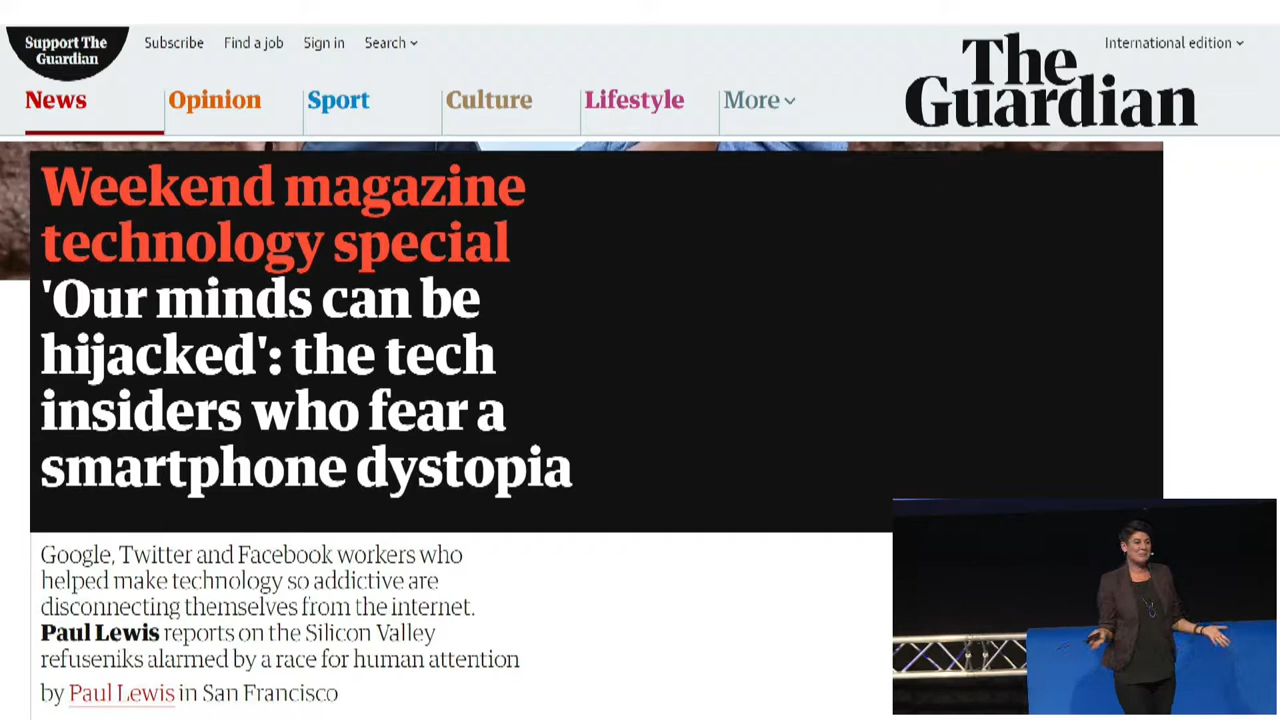 Support The
Guardian
Subscribe
Find a job
Sign in
Search
International edition
The
Guardian
News
Opinion
Sport
Culture
Lifestyle
More
Weekend magazine
technology special
'Our minds can be
hijacked': the tech
insiders who fear a
smartphone dystopia
Google, Twitter and Facebook workers who
helped make technology so addictive are
disconnecting themselves from the internet.
Paul Lewis reports on the Silicon Valley
refuseniks alarmed by a race for human attention
by Paul Lewis in San Francisco